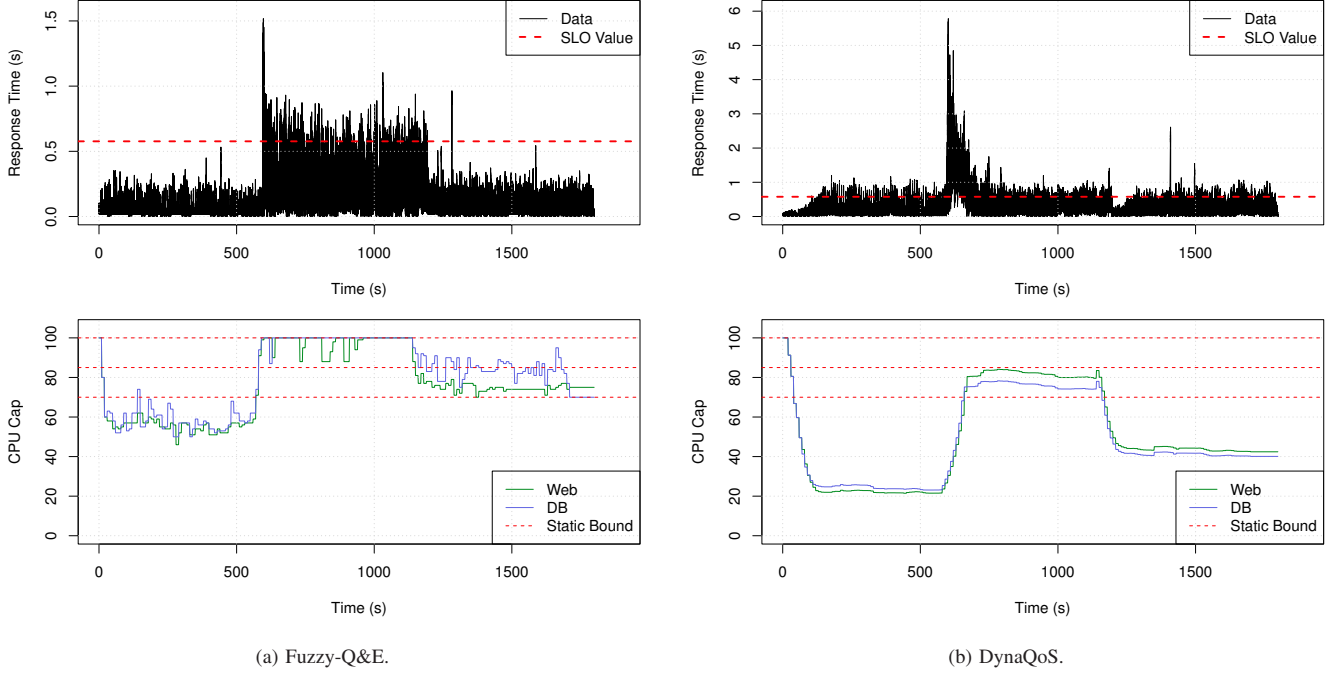 Response Time (s)
0.0
0.5
1.0
1.5
Data
SLO Value
0
500
1000
1500
Time (s)
CPU Cap
0
20
40
60
80
100
Web
DB
Static Bound
0
500
1000
1500
Time (s)
(a) Fuzzy-Q&E.
Response Time (s)
0
1
2
3
4
5
6
Data
SLO Value
0
500
1000
1500
Time (s)
CPU Cap
0
20
40
60
80
100
Web
DB
Static Bound
0
500
1000
1500
Time (s)
(b) DynaQoS.